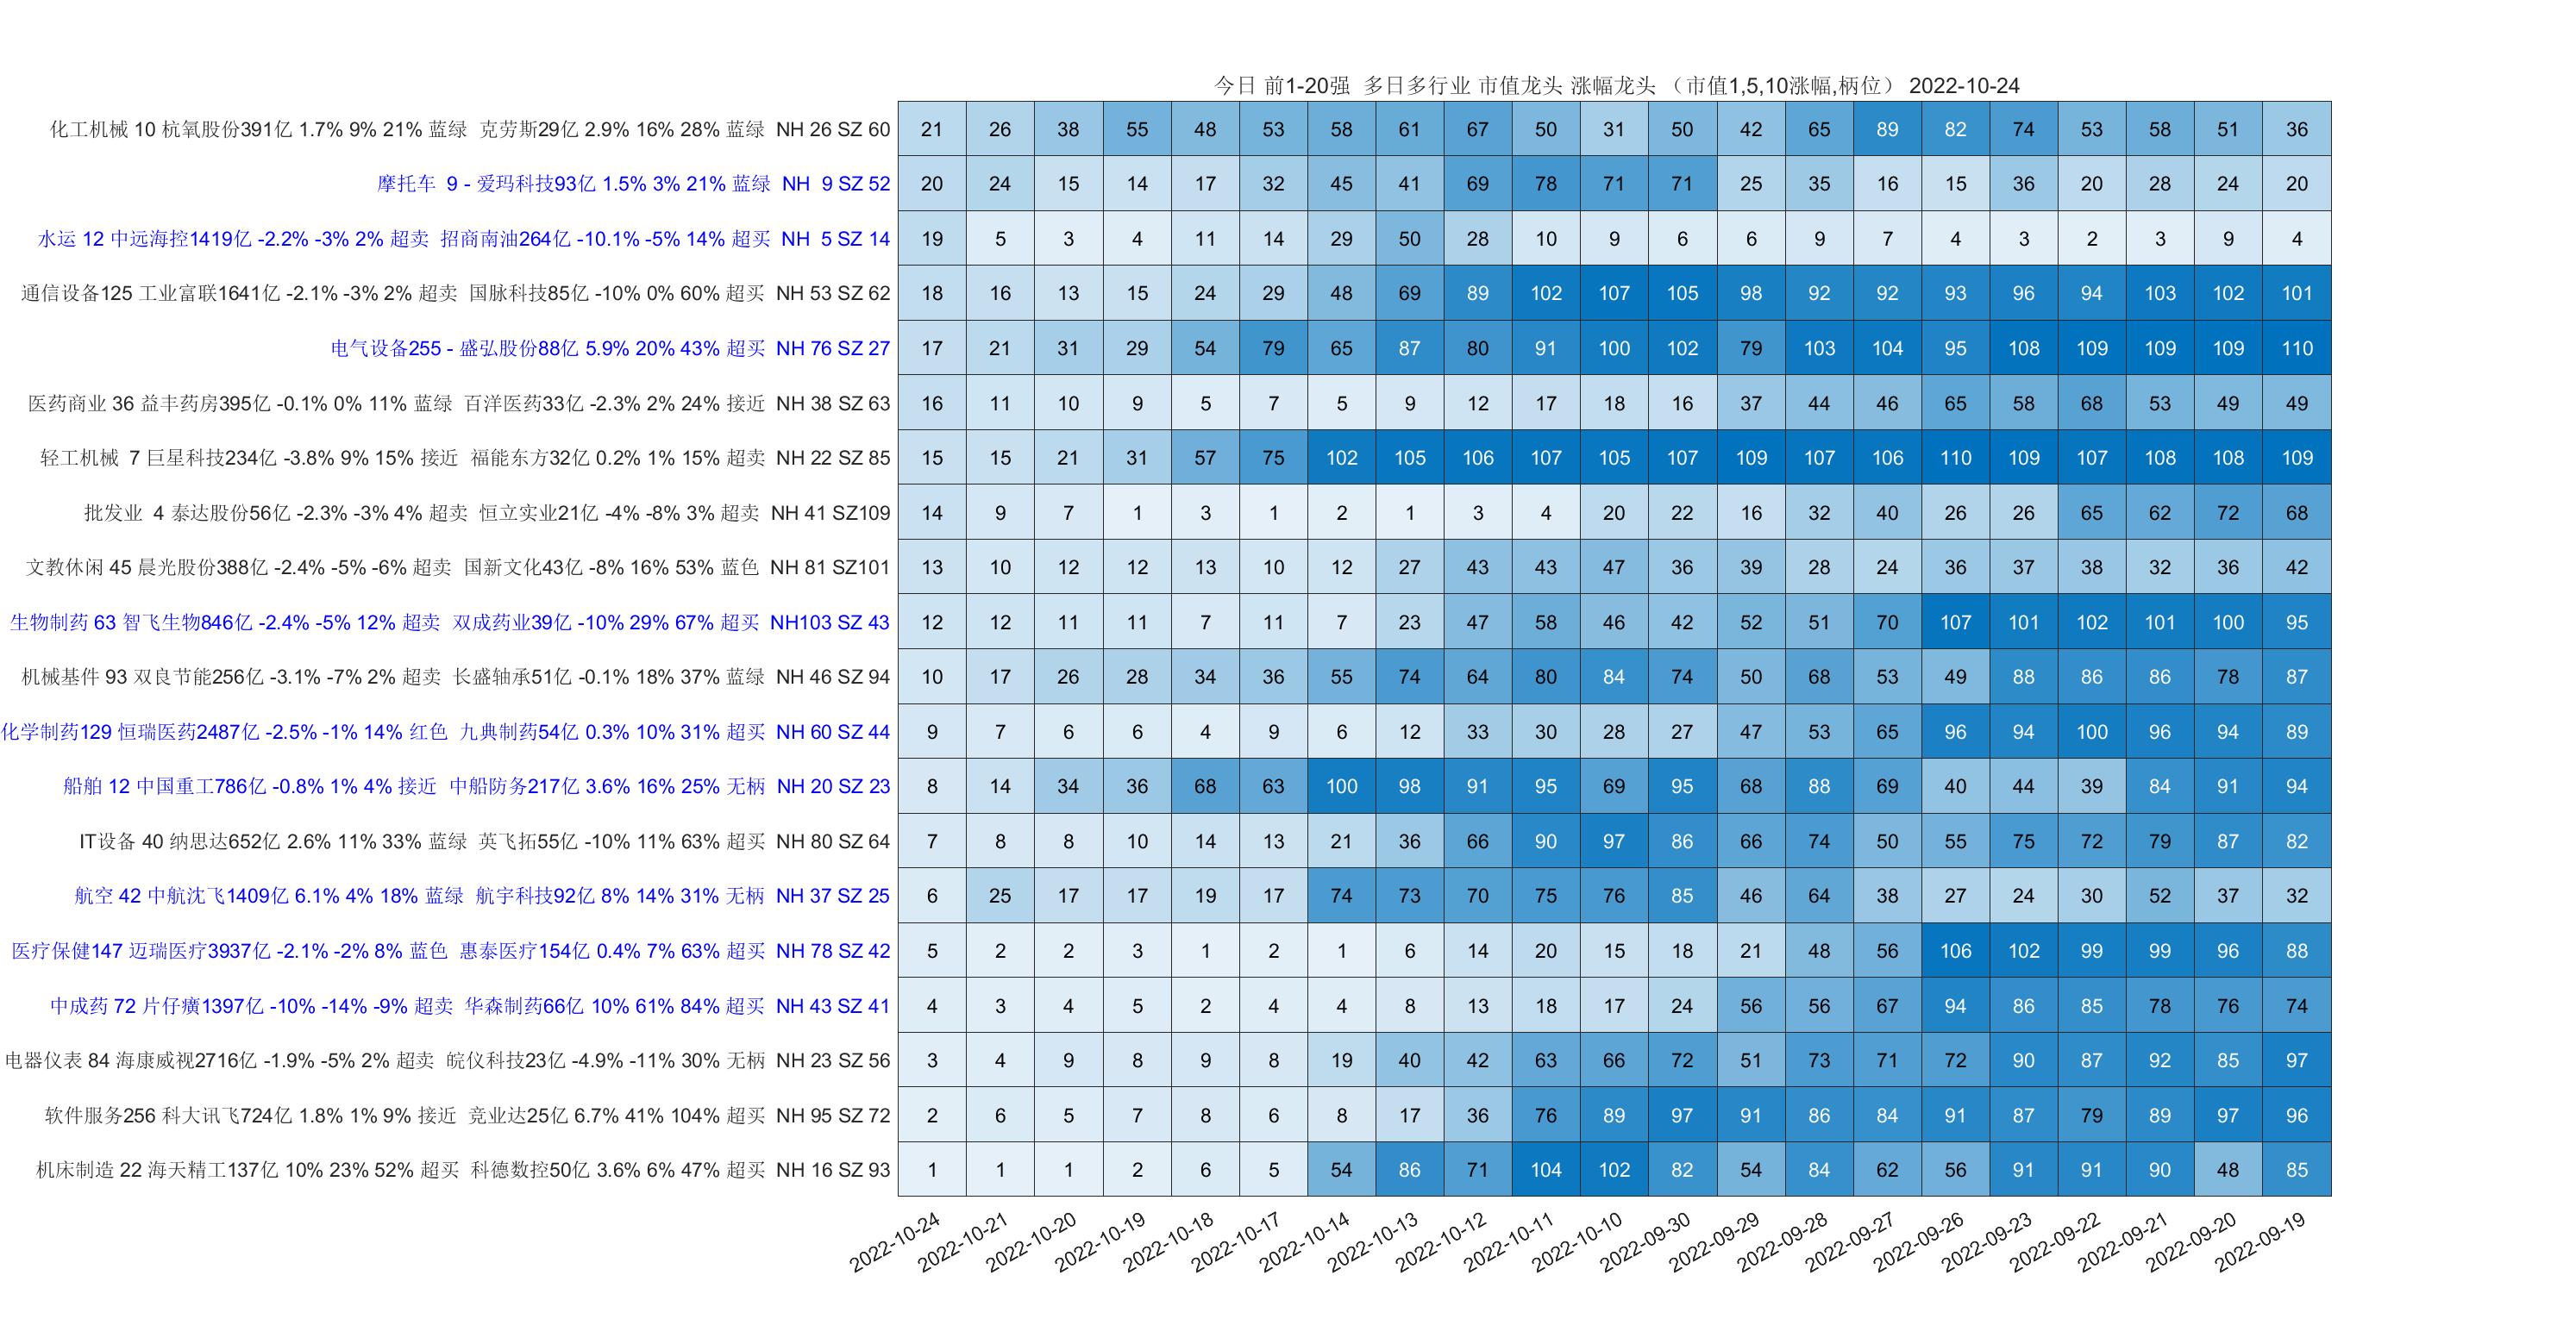 今日 前1-20强 多日多行业 市值龙头 涨幅龙头 （市值1,5,10涨幅,柄位） 2022-10-24
化工机械 10 杭氧股份391亿 1.7% 9% 21% 蓝绿 克劳斯29亿 2.9% 16% 28% 蓝绿 NH 26 SZ 60 21 26 38 55 48 53 58 61 67 50 31 50 42 65 89 82 74 53 58 51 36
摩托车 9 - 爱玛科技93亿 1.5% 3% 21% 蓝绿 NH 9 SZ 52 20 24 15 14 17 32 45 41 69 78 71 71 25 35 16 15 36 20 28 24 20
水运 12 中远海控1419亿 -2.2% -3% 2% 超卖 招商南油264亿 -10.1% -5% 14% 超买 NH 5 SZ 14 19 5 3 4 11 14 29 50 28 10 9 6 6 9 7 4 3 2 3 9 4
通信设备125 工业富联1641亿 -2.1% -3% 2% 超卖 国脉科技85亿 -10% 0% 60% 超买 NH 53 SZ 62 18 16 13 15 24 29 48 69 89 102 107 105 98 92 92 93 96 94 103 102 101
电气设备255 - 盛弘股份88亿 5.9% 20% 43% 超买 NH 76 SZ 27 17 21 31 29 54 79 65 87 80 91 100 102 79 103 104 95 108 109 109 109 110
医药商业 36 益丰药房395亿 -0.1% 0% 11% 蓝绿 百洋医药33亿 -2.3% 2% 24% 接近 NH 38 SZ 63 16 11 10 9 5 7 5 9 12 17 18 16 37 44 46 65 58 68 53 49 49
轻工机械 7 巨星科技234亿 -3.8% 9% 15% 接近 福能东方32亿 0.2% 1% 15% 超卖 NH 22 SZ 85 15 15 21 31 57 75 102 105 106 107 105 107 109 107 106 110 109 107 108 108 109
批发业 4 泰达股份56亿 -2.3% -3% 4% 超卖 恒立实业21亿 -4% -8% 3% 超卖 NH 41 SZ109 14 9 7 1 3 1 2 1 3 4 20 22 16 32 40 26 26 65 62 72 68
文教休闲 45 晨光股份388亿 -2.4% -5% -6% 超卖 国新文化43亿 -8% 16% 53% 蓝色 NH 81 SZ101 13 10 12 12 13 10 12 27 43 43 47 36 39 28 24 36 37 38 32 36 42
生物制药 63 智飞生物846亿 -2.4% -5% 12% 超卖 双成药业39亿 -10% 29% 67% 超买 NH103 SZ 43 12 12 11 11 7 11 7 23 47 58 46 42 52 51 70 107 101 102 101 100 95
机械基件 93 双良节能256亿 -3.1% -7% 2% 超卖 长盛轴承51亿 -0.1% 18% 37% 蓝绿 NH 46 SZ 94 10 17 26 28 34 36 55 74 64 80 84 74 50 68 53 49 88 86 86 78 87
化学制药129 恒瑞医药2487亿 -2.5% -1% 14% 红色 九典制药54亿 0.3% 10% 31% 超买 NH 60 SZ 44 9 7 6 6 4 9 6 12 33 30 28 27 47 53 65 96 94 100 96 94 89
船舶 12 中国重工786亿 -0.8% 1% 4% 接近 中船防务217亿 3.6% 16% 25% 无柄 NH 20 SZ 23 8 14 34 36 68 63 100 98 91 95 69 95 68 88 69 40 44 39 84 91 94
IT设备 40 纳思达652亿 2.6% 11% 33% 蓝绿 英飞拓55亿 -10% 11% 63% 超买 NH 80 SZ 64 7 8 8 10 14 13 21 36 66 90 97 86 66 74 50 55 75 72 79 87 82
航空 42 中航沈飞1409亿 6.1% 4% 18% 蓝绿 航宇科技92亿 8% 14% 31% 无柄 NH 37 SZ 25 6 25 17 17 19 17 74 73 70 75 76 85 46 64 38 27 24 30 52 37 32
医疗保健147 迈瑞医疗3937亿 -2.1% -2% 8% 蓝色 惠泰医疗154亿 0.4% 7% 63% 超买 NH 78 SZ 42 5 2 2 3 1 2 1 6 14 20 15 18 21 48 56 106 102 99 99 96 88
中成药 72 片仔癀1397亿 -10% -14% -9% 超卖 华森制药66亿 10% 61% 84% 超买 NH 43 SZ 41 4 3 4 5 2 4 4 8 13 18 17 24 56 56 67 94 86 85 78 76 74
电器仪表 84 海康威视2716亿 -1.9% -5% 2% 超卖 皖仪科技23亿 -4.9% -11% 30% 无柄 NH 23 SZ 56 3 4 9 8 9 8 19 40 42 63 66 72 51 73 71 72 90 87 92 85 97
软件服务256 科大讯飞724亿 1.8% 1% 9% 接近 竞业达25亿 6.7% 41% 104% 超买 NH 95 SZ 72 2 6 5 7 8 6 8 17 36 76 89 97 91 86 84 91 87 79 89 97 96
机床制造 22 海天精工137亿 10% 23% 52% 超买 科德数控50亿 3.6% 6% 47% 超买 NH 16 SZ 93 1 1 1 2 6 5 54 86 71 104 102 82 54 84 62 56 91 91 90 48 85
2022-10-24 2022-10-21 2022-10-20 2022-10-19 2022-10-18 2022-10-17 2022-10-14 2022-10-13 2022-10-12 2022-10-11 2022-10-10 2022-09-30 2022-09-29 2022-09-28 2022-09-27 2022-09-26 2022-09-23 2022-09-22 2022-09-21 2022-09-20 2022-09-19